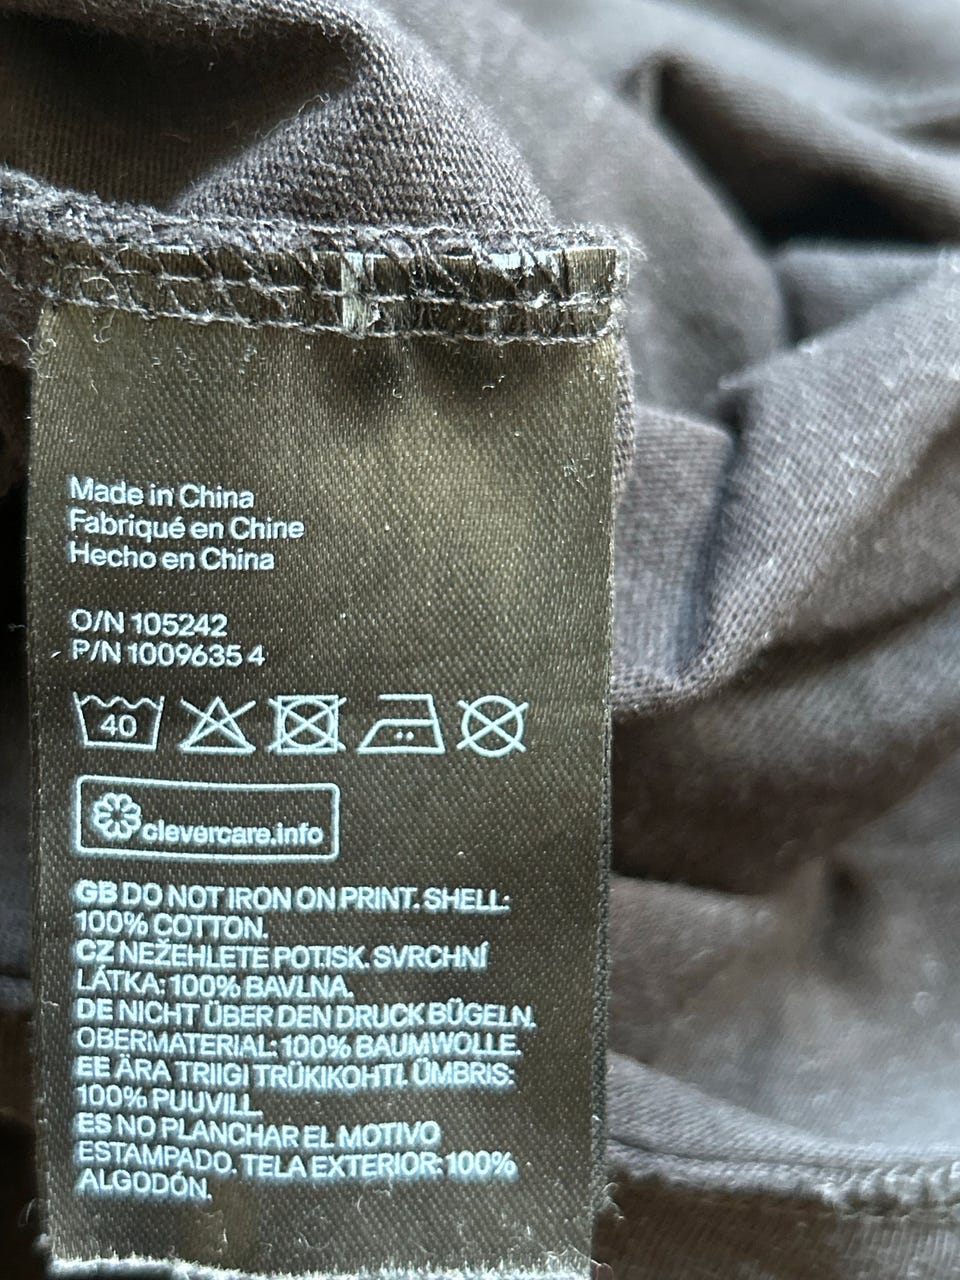 Made in China
Fabriqué en Chine
Hecho en China
O/N 105242
P/N 1009635 4
40
clevercare.info
GB DO NOT IRON ON PRINT. SHELL:
100% COTTON.
CZ NEŽEHLETE POTISK. SVRCHNÍ
LÁTKA: 100% BAVLNA.
DE NICHT ÜBER DEN DRUCK BÜGELN.
OBERMATERIAL: 100% BAUMWOLLE.
EE ÄRA TRIIGI TRÜKIKOHTI. ÜMBRIS:
100% PUUVILL.
ES NO PLANCHAR EL MOTIVO
ESTAMPADO. TELA EXTERIOR: 100%
ALGODÓN.